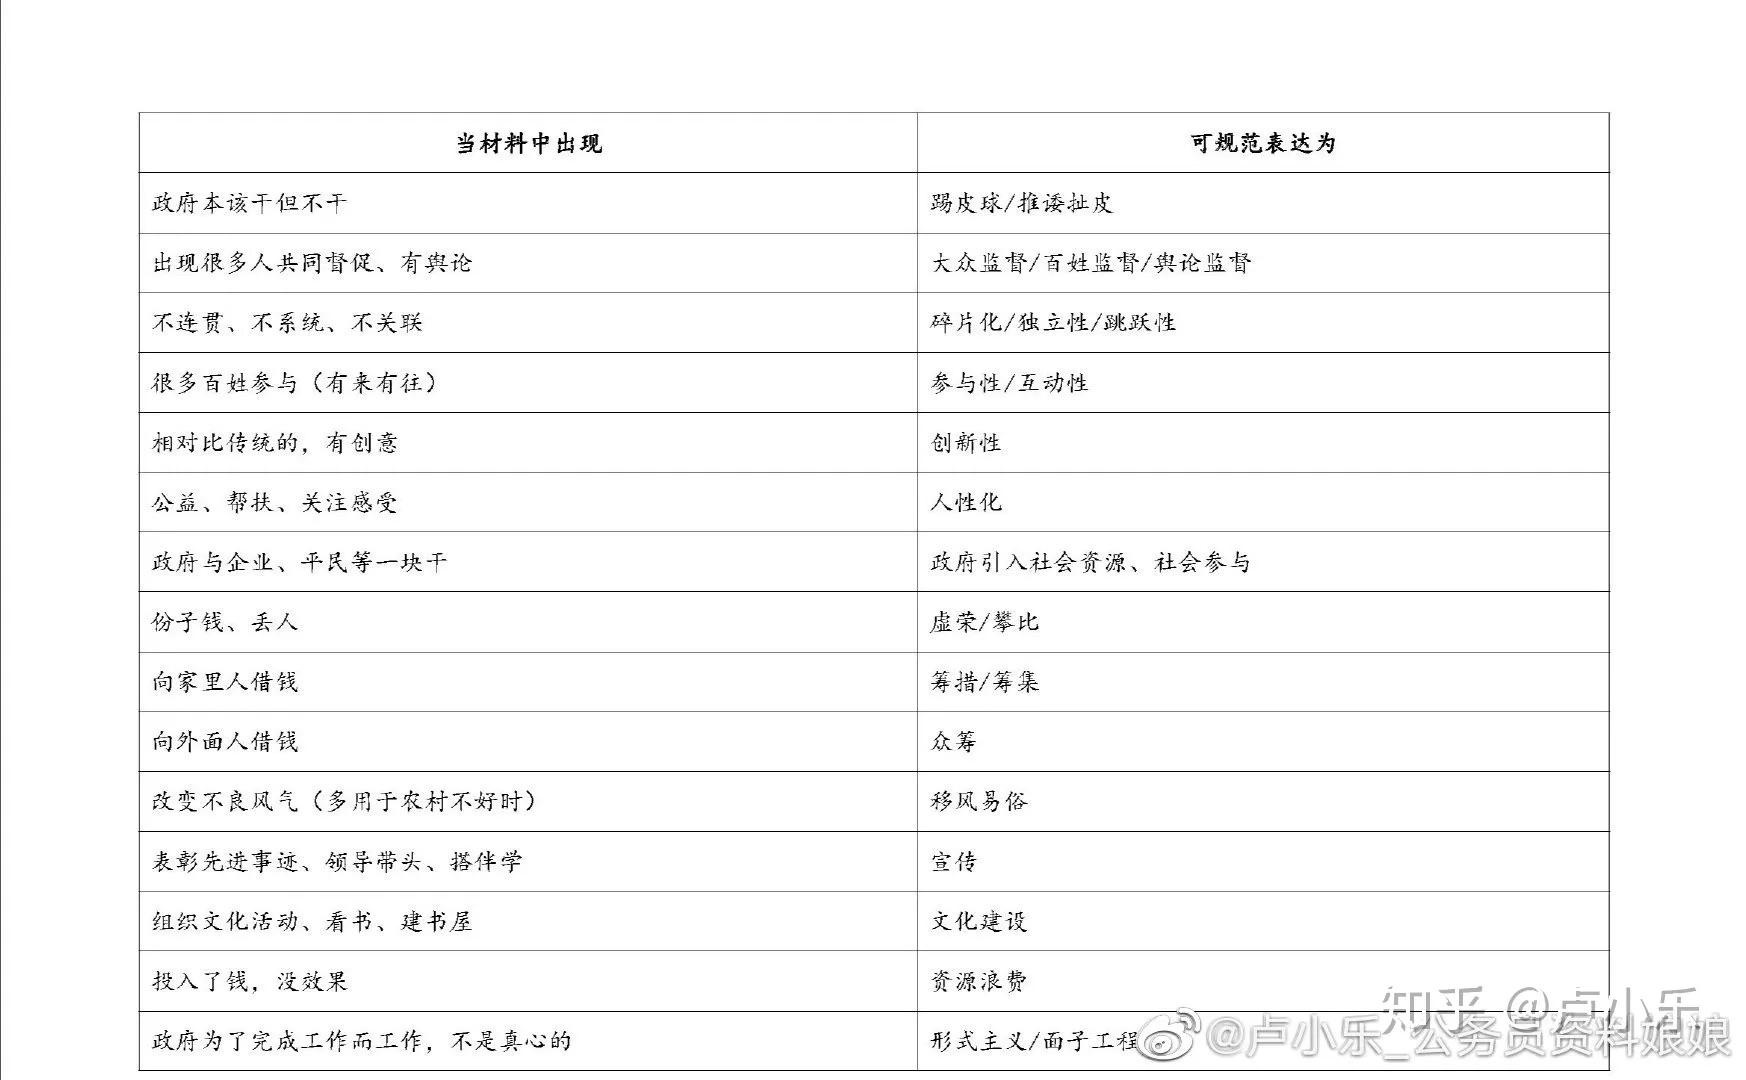 当材料中出现 可规范表达为
政府本该干但不干 踢皮球/推诿扯皮
出现很多人共同督促、有舆论 大众监督/百姓监督/舆论监督
不连贯、不系统、不关联 碎片化/独立性/跳跃性
很多百姓参与（有来有往） 参与性/互动性
相对比传统的，有创意 创新性
公益、帮扶、关注感受 人性化
政府与企业、平民等一块干 政府引入社会资源、社会参与
份子钱、丢人 虚荣/攀比
向家里人借钱 筹措/筹集
向外面人借钱 众筹
改变不良风气（多用于农村不好时） 移风易俗
表彰先进事迹、领导带头、搭伴学 宣传
组织文化活动、看书、建书屋 文化建设
投入了钱，没效果 资源浪费
政府为了完成工作而工作，不是真心的 形式主义/面子工程
知乎 @卢小乐
@卢小乐_公务员资料娘娘